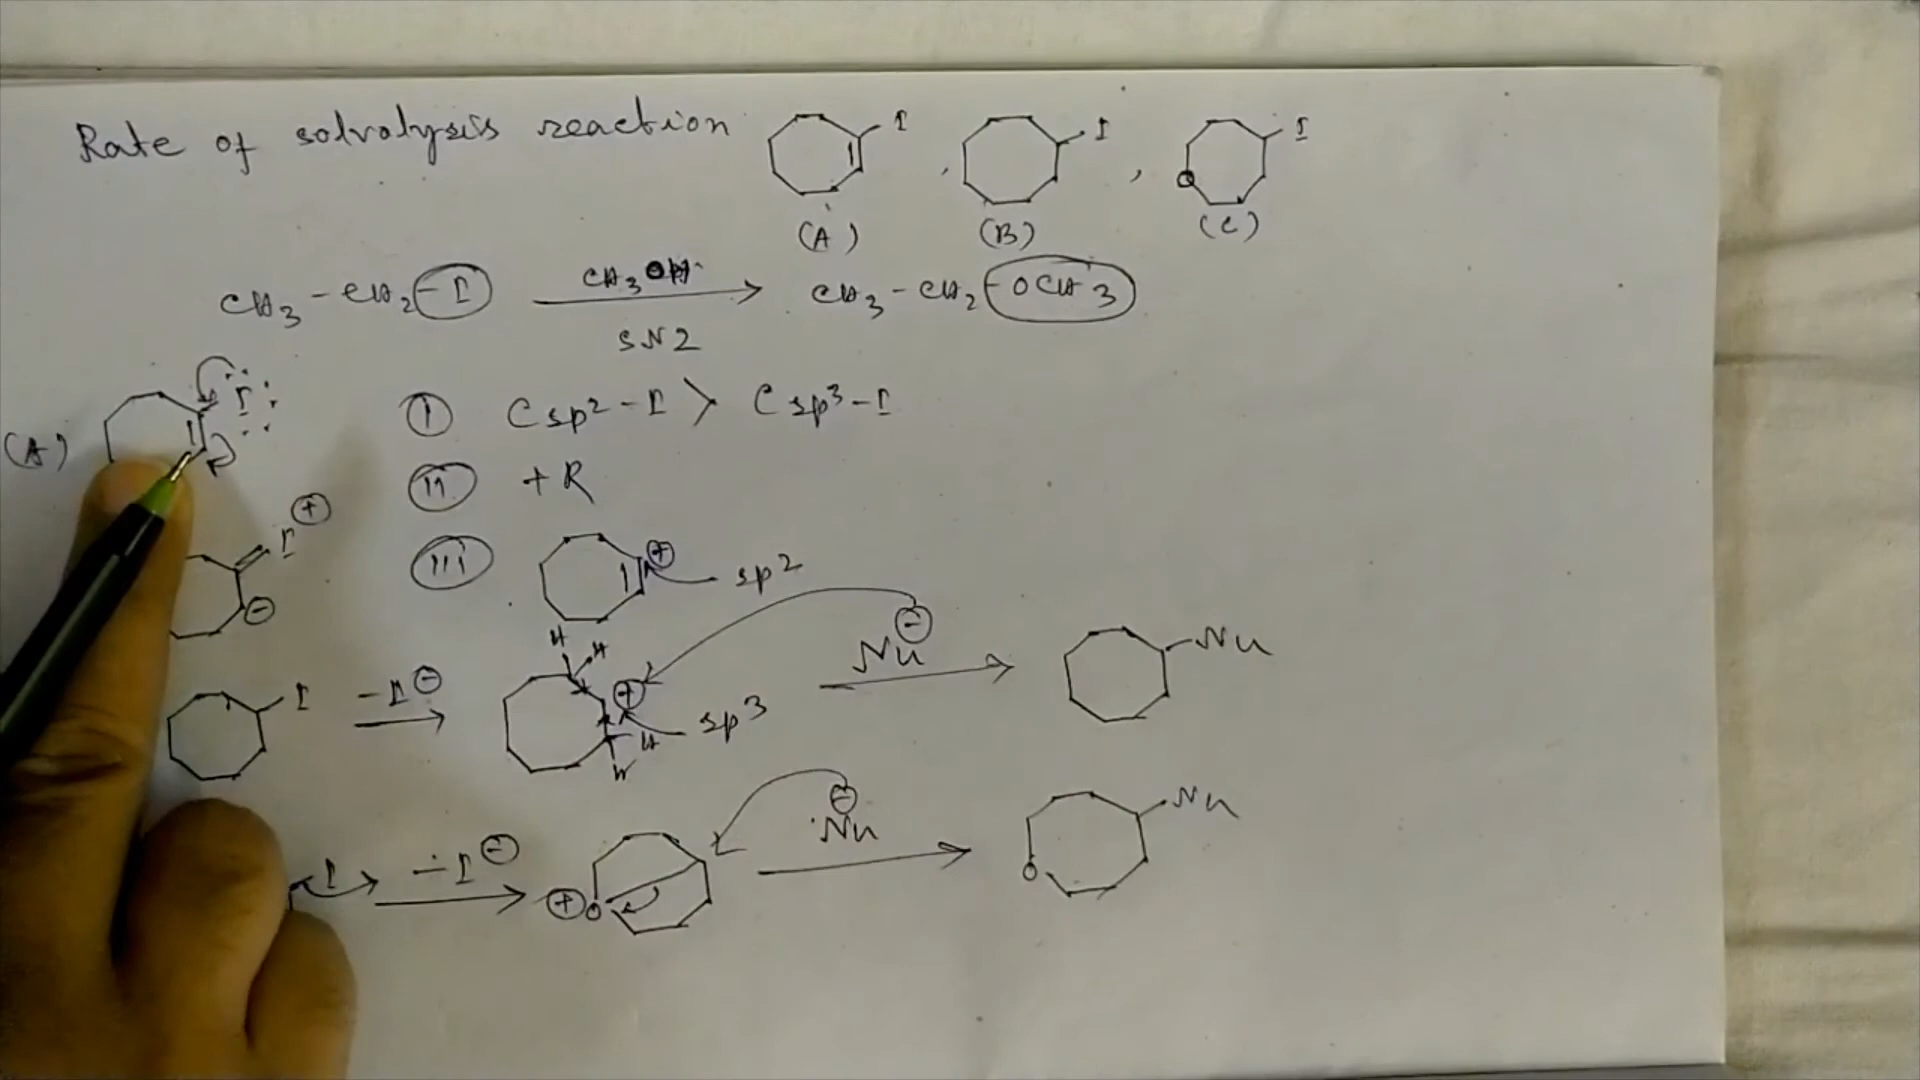 Rate of solvolysis reaction I , I , I
(A) (B) (C)
CH3 - CH2 - I CH3OH CH3 - CH2 - OCH3
SN2
(A) I
I Csp2 - I > Csp3 - I
II + R
I +
-
III + sp2
I - I - H H + sp3 H H Nu - Nu
I - I - + O Nu - O Nu